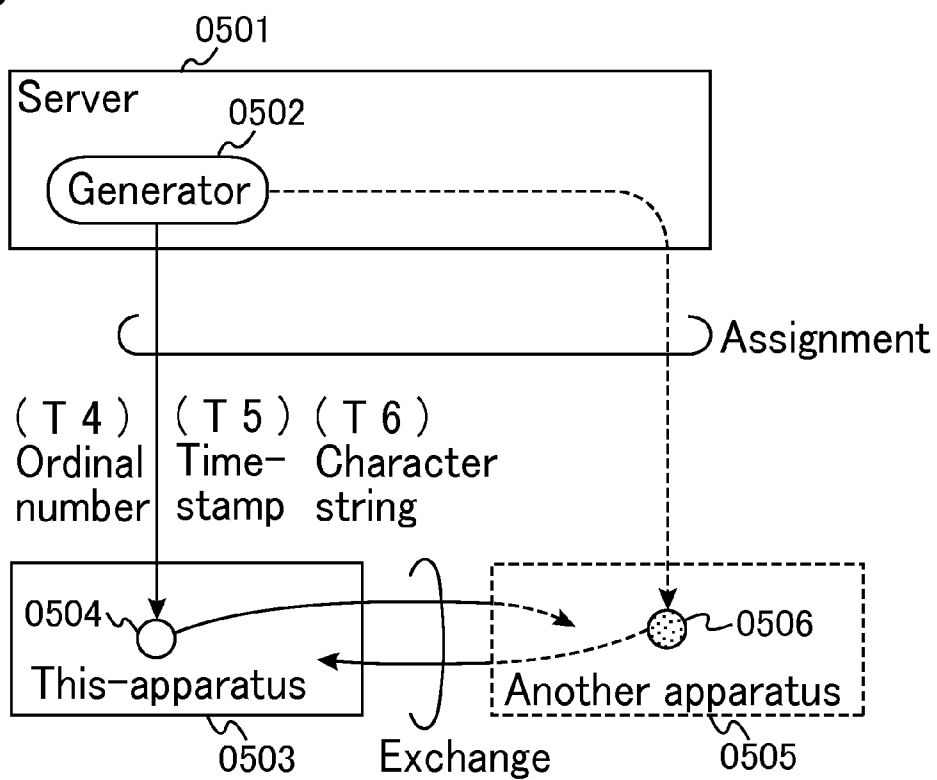 0501
Server
0502
Generator
Assignment
(T4) (T5) (T6)
Ordinal Time- Character
number stamp string
0504
0506
This-apparatus
Another apparatus
0503
Exchange
0505